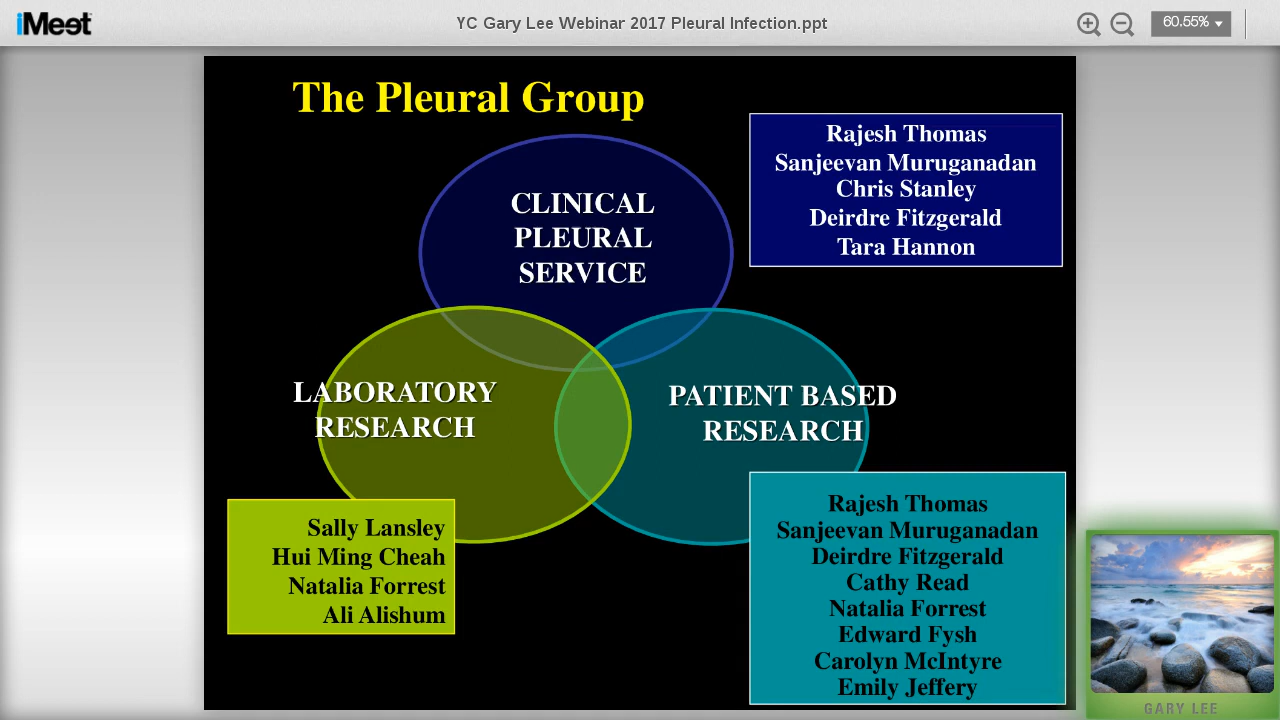 iMeet
YC Gary Lee Webinar 2017 Pleural Infection.ppt
60.55%
The Pleural Group
Rajesh Thomas
Sanjeevan Muruganadan
Chris Stanley
Deirdre Fitzgerald
Tara Hannon
CLINICAL
PLEURAL
SERVICE
LABORATORY
RESEARCH
PATIENT BASED
RESEARCH
Sally Lansley
Hui Ming Cheah
Natalia Forrest
Ali Alishum
Rajesh Thomas
Sanjeevan Muruganadan
Deirdre Fitzgerald
Cathy Read
Natalia Forrest
Edward Fysh
Carolyn McIntyre
Emily Jeffery
GARY LEE